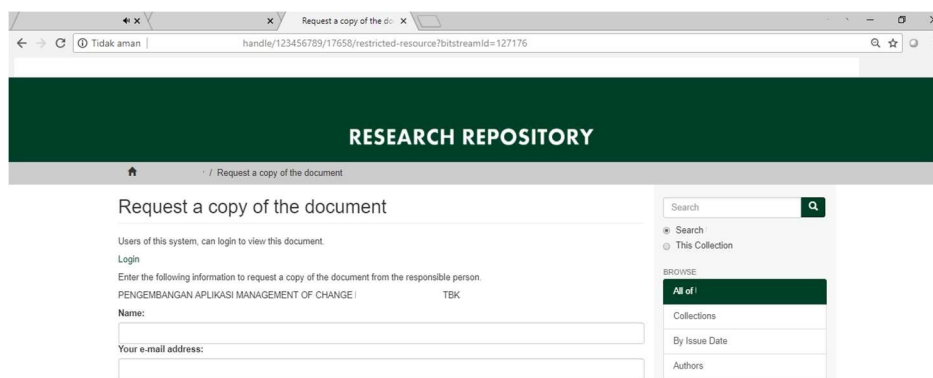 Request a copy of the do
Tidak aman
handle/123456789/17658/restricted-resource?bitstreamId=127176
RESEARCH REPOSITORY
/ Request a copy of the document
Request a copy of the document
Users of this system, can login to view this document.
Login
Enter the following information to request a copy of the document from the responsible person.
PENGEMBANGAN APLIKASI MANAGEMENT OF CHANGE TBK
Name:
Your e-mail address:
Search
Search
This Collection
BROWSE
All of
Collections
By Issue Date
Authors